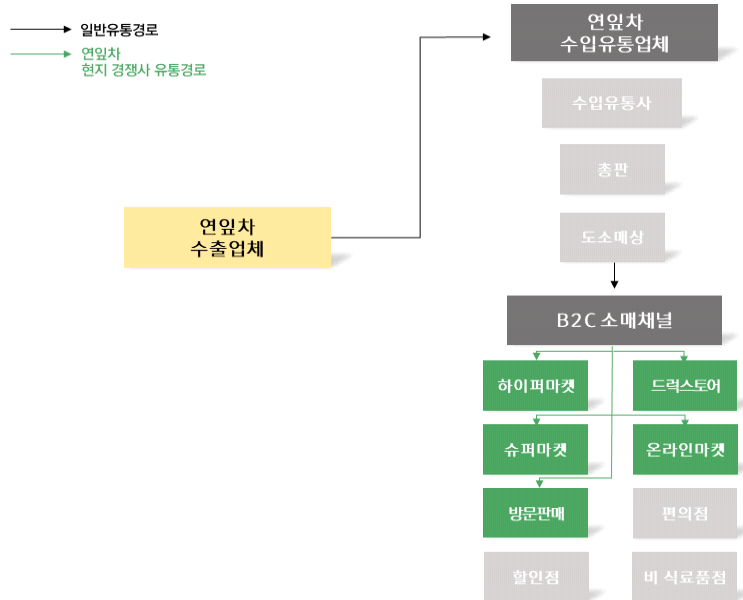 일반유통경로
연잎차
현지 경쟁사 유통경로
연잎차
수입유통업체
수입유통사
총판
연잎차
수출업체
도소매상
B2C 소매채널
하이퍼마켓
드럭스토어
슈퍼마켓
온라인마켓
방문판매
편의점
할인점
비 식료품점